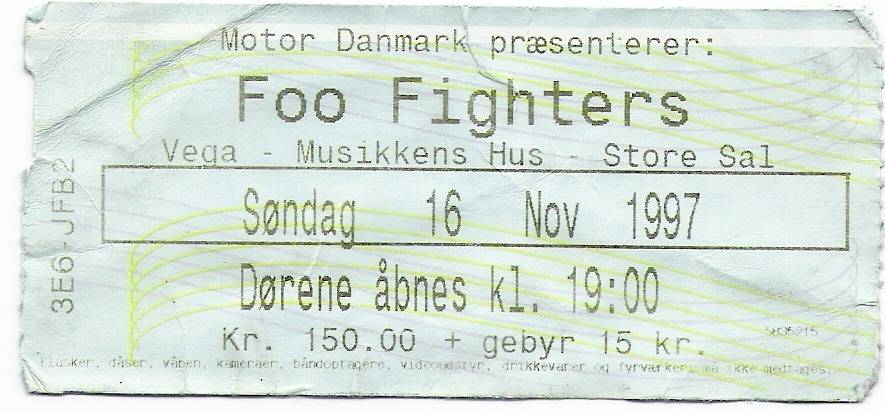 Motor Danmark præsenterer:
Foo Fighters
Vega - Musikkens Hus - Store Sal
Søndag 16 Nov 1997
Dørene åbnes kl. 19:00
Kr. 150.00 + gebyr 15 kr.
Flasker, dåser, våben, kameraer, båndoptagere, videoudstyr, drikkevarer og fyrværkeri må ikke medtages.
3E6-JFB2